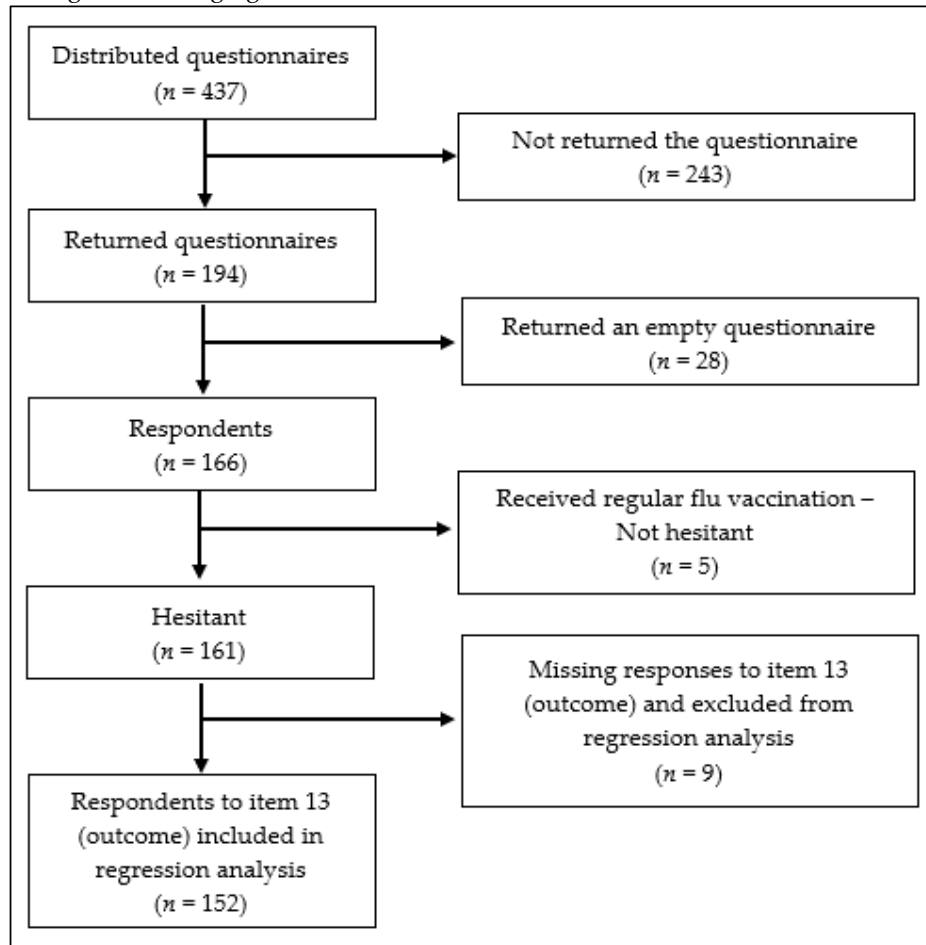 Distributed questionnaires
(n = 437)
Not returned the questionnaire
(n = 243)
Returned questionnaires
(n = 194)
Returned an empty questionnaire
(n = 28)
Respondents
(n = 166)
Received regular flu vaccination –
Not hesitant
(n = 5)
Hesitant
(n = 161)
Missing responses to item 13
(outcome) and excluded from
regression analysis
(n = 9)
Respondents to item 13
(outcome) included in
regression analysis
(n = 152)